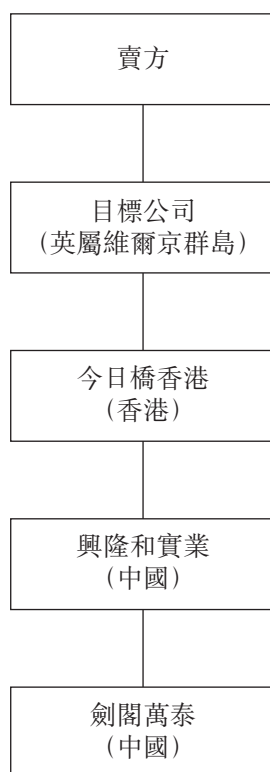 賣方
目標公司
（英屬維爾京群島）
今日橋香港
（香港）
興隆和實業
（中國）
劍閣萬泰
（中國）